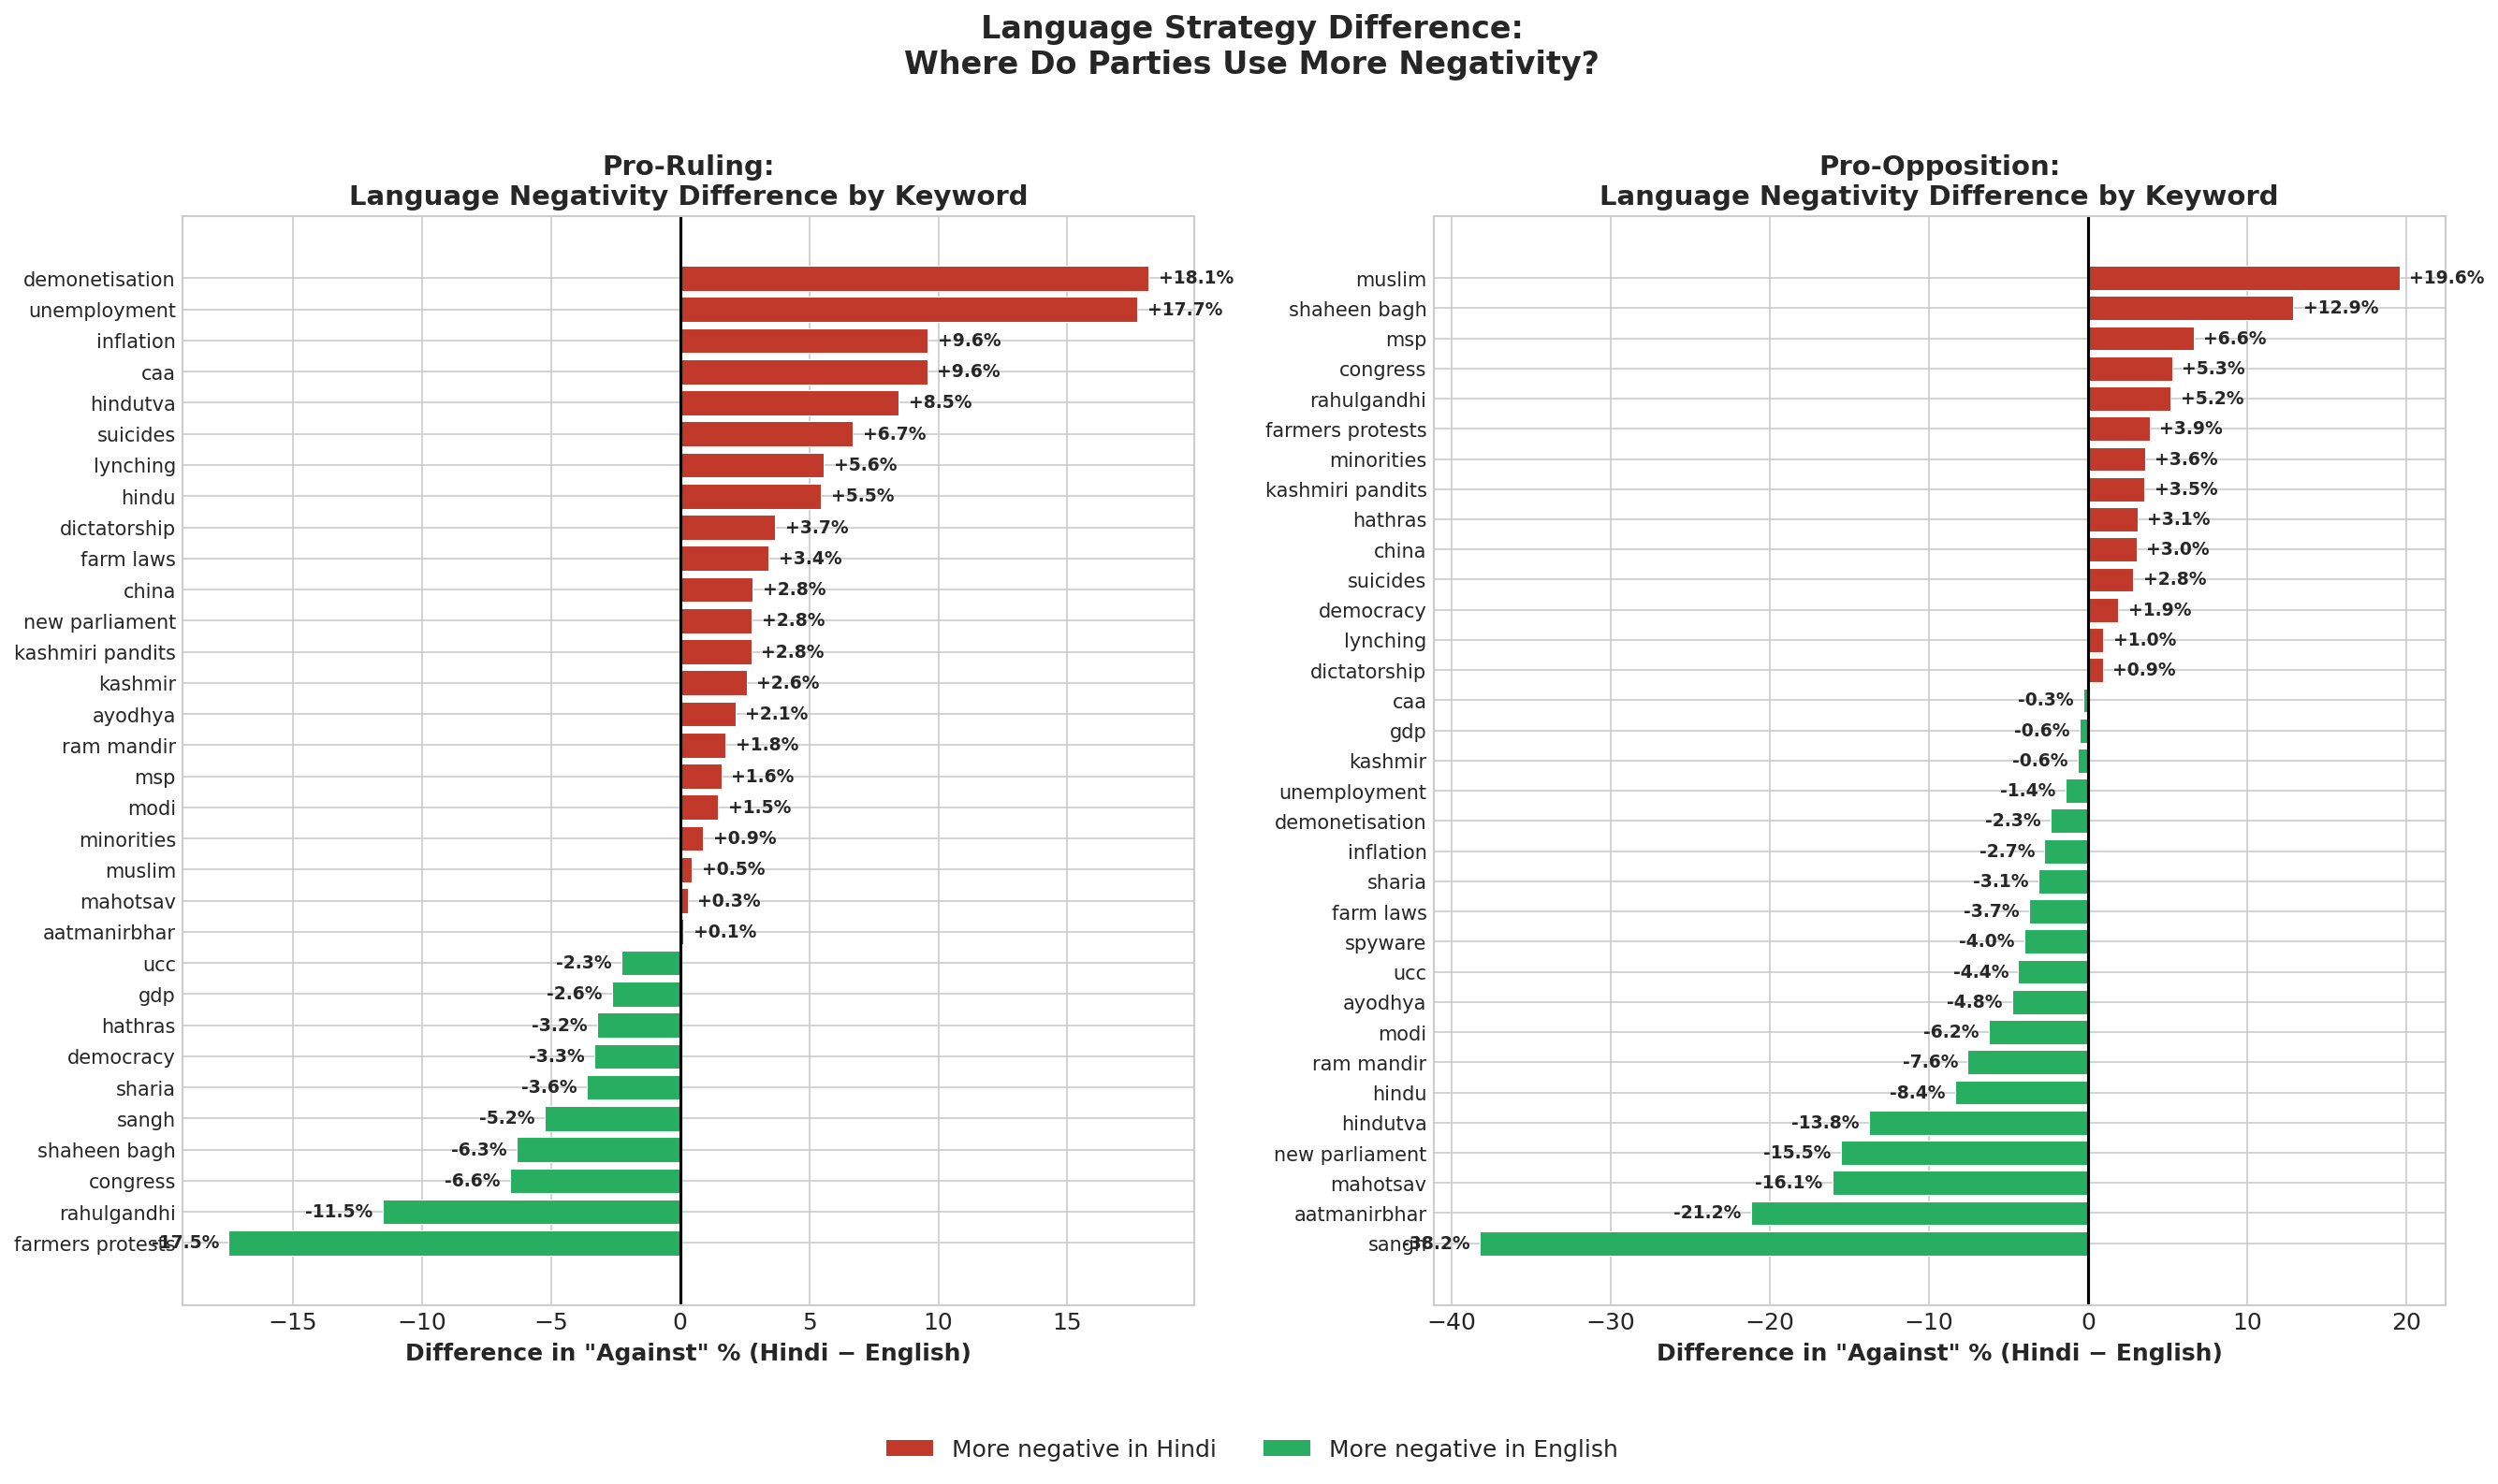 Language Strategy Difference:
Where Do Parties Use More Negativity?
Pro-Ruling:
Language Negativity Difference by Keyword
demonetisation +18.1%
unemployment +17.7%
inflation +9.6%
caa +9.6%
hindutva +8.5%
suicides +6.7%
lynching +5.6%
hindu +5.5%
dictatorship +3.7%
farm laws +3.4%
china +2.8%
new parliament +2.8%
kashmiri pandits +2.8%
kashmir +2.6%
ayodhya +2.1%
ram mandir +1.8%
msp +1.6%
modi +1.5%
minorities +0.9%
muslim +0.5%
mahotsav +0.3%
aatmanirbhar +0.1%
ucc -2.3%
gdp -2.6%
hathras -3.2%
democracy -3.3%
sharia -3.6%
sangh -5.2%
shaheen bagh -6.3%
congress -6.6%
rahulgandhi -11.5%
farmers protests -17.5%
−15 −10 −5 0 5 10 15
Difference in "Against" % (Hindi − English)
Pro-Opposition:
Language Negativity Difference by Keyword
muslim +19.6%
shaheen bagh +12.9%
msp +6.6%
congress +5.3%
rahulgandhi +5.2%
farmers protests +3.9%
minorities +3.6%
kashmiri pandits +3.5%
hathras +3.1%
china +3.0%
suicides +2.8%
democracy +1.9%
lynching +1.0%
dictatorship +0.9%
caa -0.3%
gdp -0.6%
kashmir -0.6%
unemployment -1.4%
demonetisation -2.3%
inflation -2.7%
sharia -3.1%
farm laws -3.7%
spyware -4.0%
ucc -4.4%
ayodhya -4.8%
modi -6.2%
ram mandir -7.6%
hindu -8.4%
hindutva -13.8%
new parliament -15.5%
mahotsav -16.1%
aatmanirbhar -21.2%
sangh -38.2%
−40 −30 −20 −10 0 10 20
Difference in "Against" % (Hindi − English)
More negative in Hindi
More negative in English